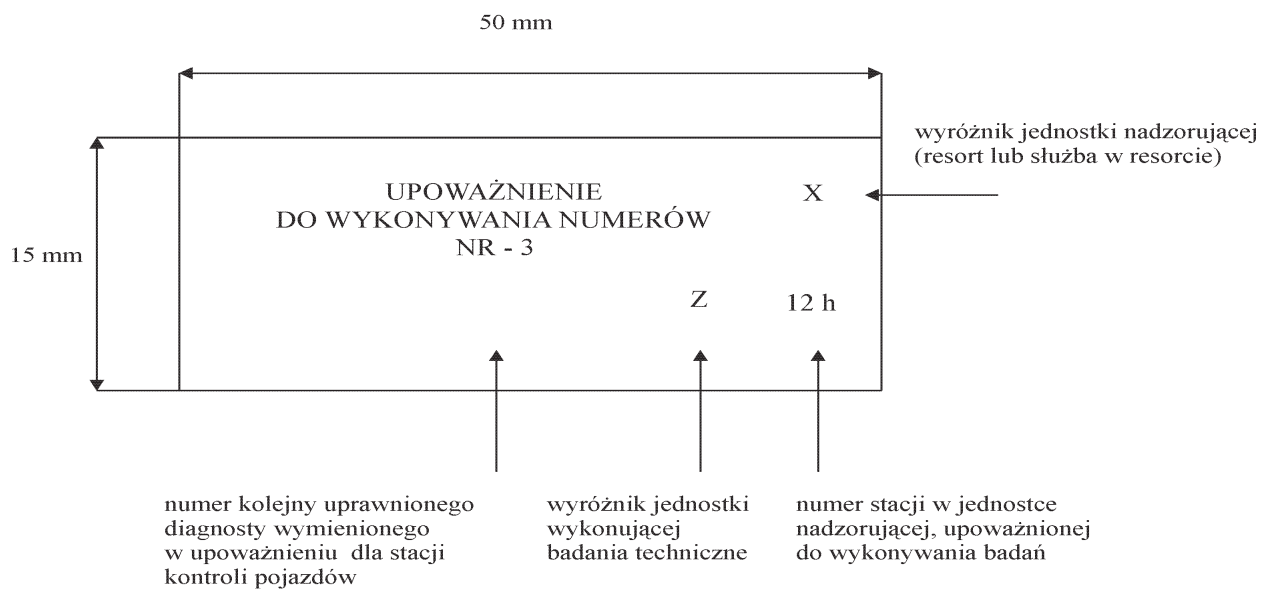 50 mm
wyróżnik jednostki nadzorującej
(resort lub służba w resorcie)
UPOWAŻNIENIE
X
DO WYKONYWANIA NUMERÓW
NR - 3
15 mm
Z
12 h
numer kolejny uprawnionego
diagnosty wymienionego
w upoważnieniu dla stacji
kontroli pojazdów
wyróżnik jednostki
wykonującej
badania techniczne
numer stacji w jednostce
nadzorującej, upoważnionej
do wykonywania badań